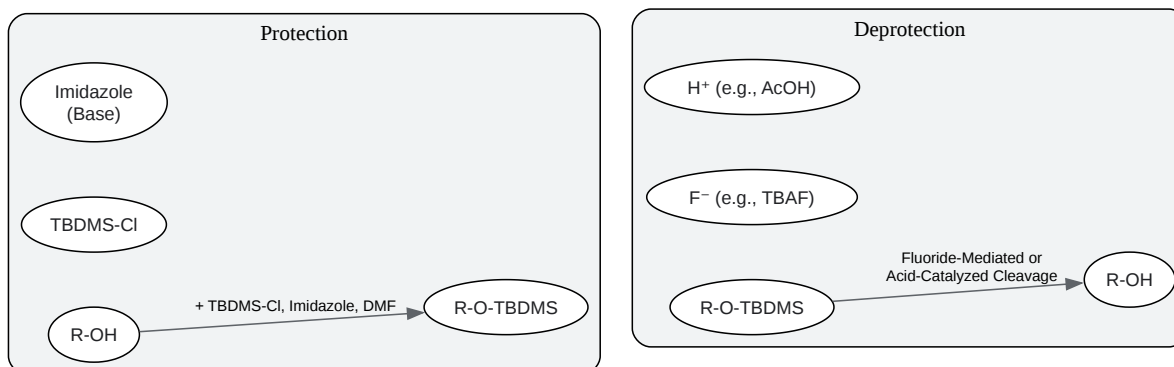 Protection
Imidazole
(Base)
TBDMS-Cl
R-OH
+ TBDMS-Cl, Imidazole, DMF
R-O-TBDMS
Deprotection
H⁺ (e.g., AcOH)
F⁻ (e.g., TBAF)
R-O-TBDMS
Fluoride-Mediated or
Acid-Catalyzed Cleavage
R-OH